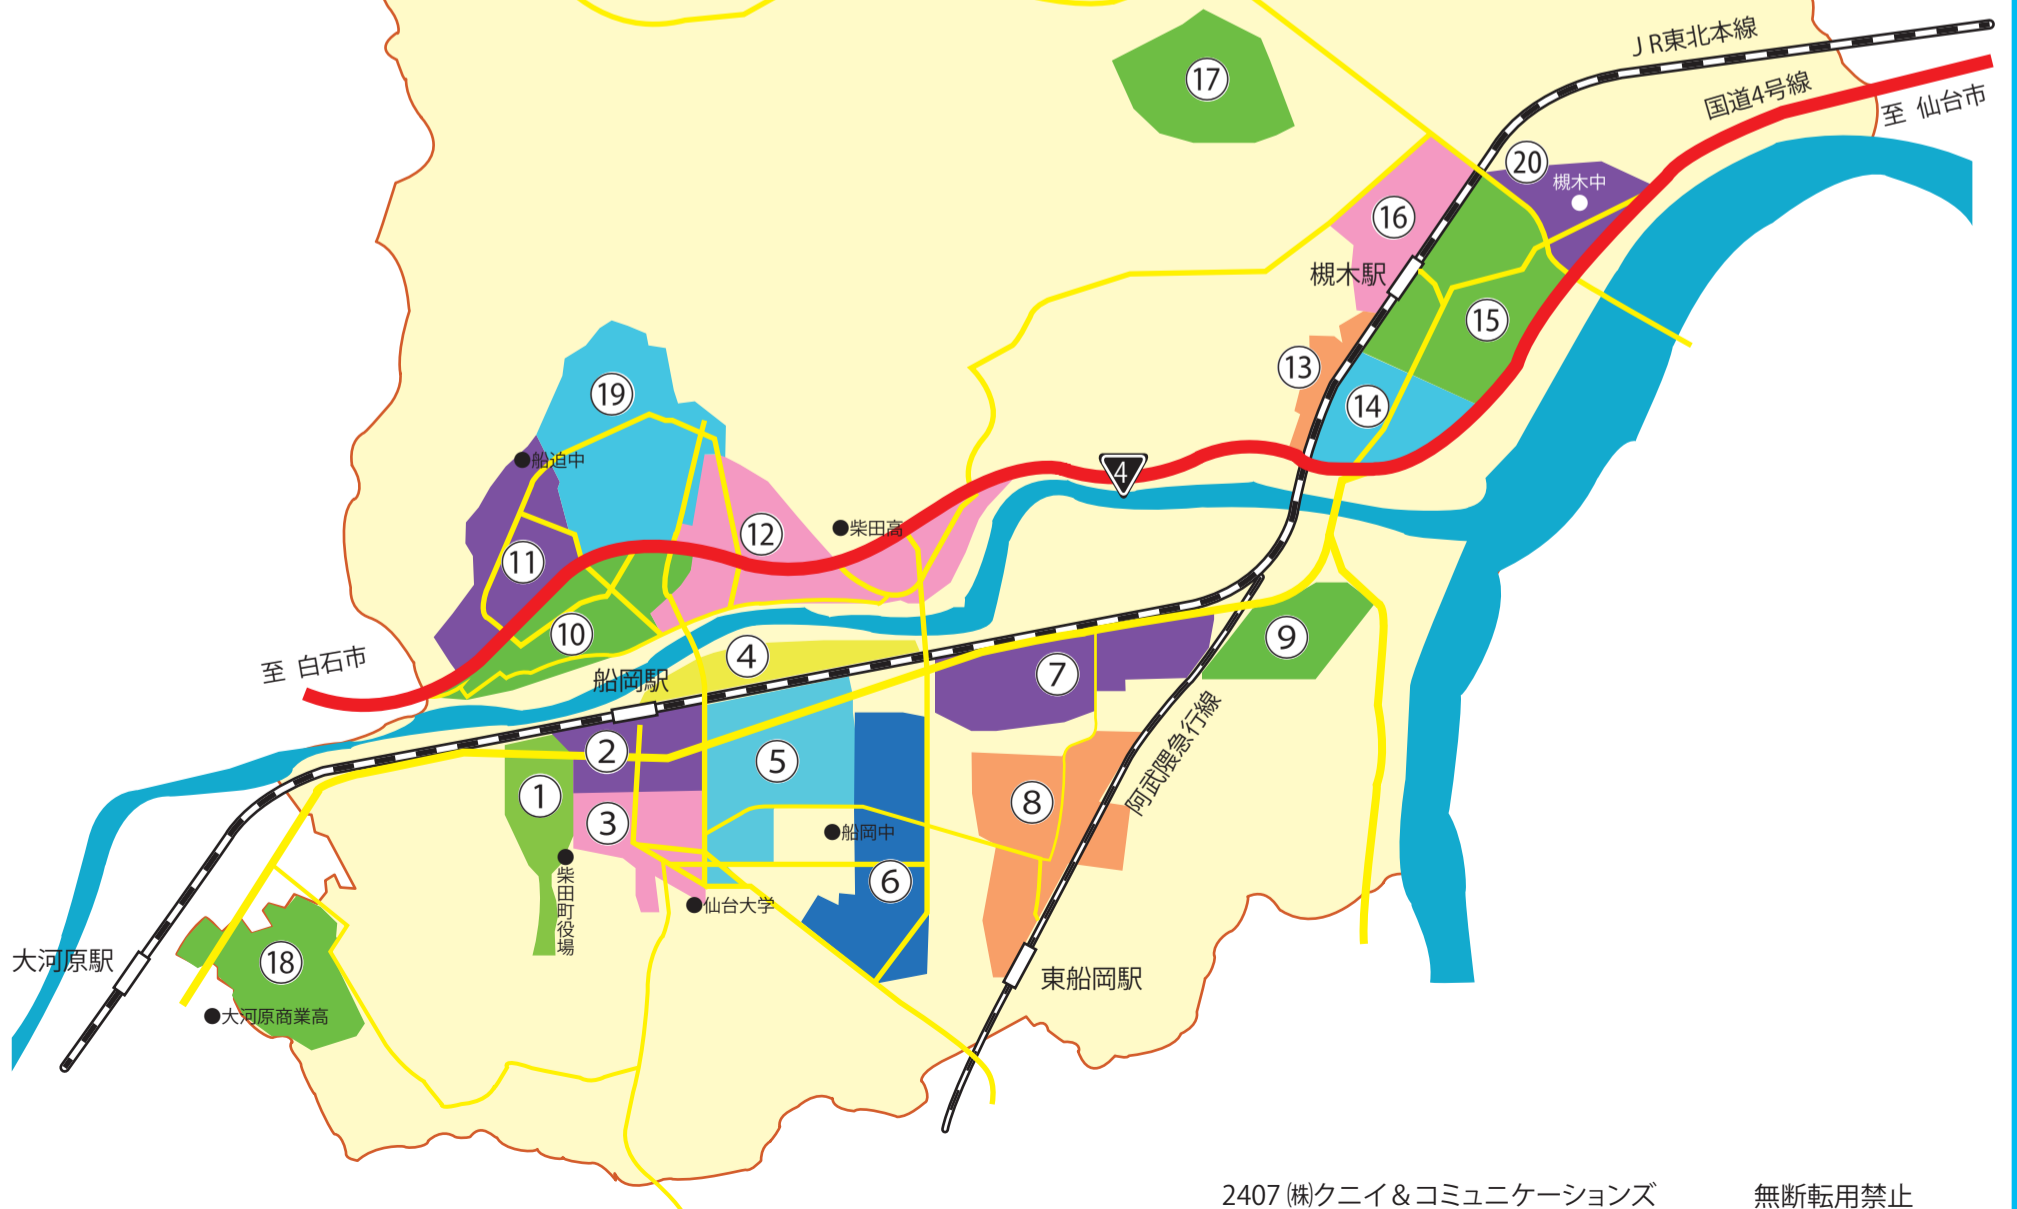 JR東北本線
国道4号線
至 仙台市
17
20
槻木中
16
槻木駅
15
13
14
19
船迫中
4
12
柴田高
11
10
9
至 白石市
船岡駅
4
7
阿武隈急行線
2
5
1
3
8
船岡中
柴田町役場
6
仙台大学
大河原駅
18
東船岡駅
大河原商業高
2407 ㈱クニイ＆コミュニケーションズ 無断転用禁止